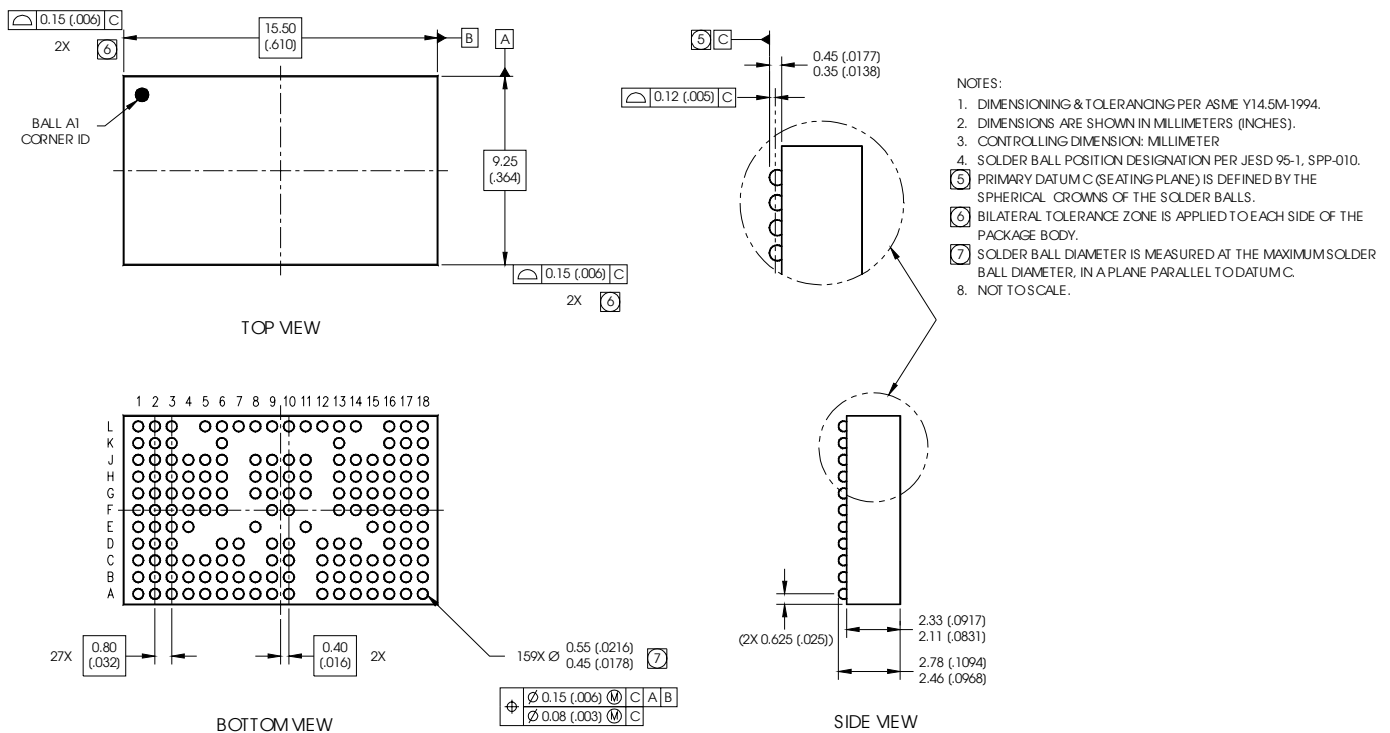 0.15 (.006) C
2X 6
15.50
(.610)
B
A
BALL A1
CORNER ID
9.25
(.364)
0.15 (.006) C
2X 6
TOP VIEW
5 C
0.45 (.0177)
0.35 (.0138)
0.12 (.005) C
NOTES:
1. DIMENSIONING & TOLERANCING PER ASME Y14.5M-1994.
2. DIMENSIONS ARE SHOWN IN MILLIMETERS (INCHES).
3. CONTROLLING DIMENSION: MILLIMETER
4. SOLDER BALL POSITION DESIGNATION PER JESD 95-1, SPP-010.
5 PRIMARY DATUM C (SEATING PLANE) IS DEFINED BY THE
SPHERICAL CROWNS OF THE SOLDER BALLS.
6 BILATERAL TOLERANCE ZONE IS APPLIED TO EACH SIDE OF THE
PACKAGE BODY.
7 SOLDER BALL DIAMETER IS MEASURED AT THE MAXIMUM SOLDER
BALL DIAMETER, IN A PLANE PARALLEL TO DATUM C.
8. NOT TO SCALE.
1 2 3 4 5 6 7 8 9 10 11 12 13 14 15 16 17 18
L
K
J
H
G
F
E
D
C
B
A
27X 0.80
(.032)
0.40
(.016) 2X
159X Ø 0.55 (.0216)
0.45 (.0178) 7
⌖ Ø 0.15 (.006) Ⓜ C A B
Ø 0.08 (.003) Ⓜ C
BOTTOM VIEW
(2X 0.625 (.025))
2.33 (.0917)
2.11 (.0831)
2.78 (.1094)
2.46 (.0968)
SIDE VIEW